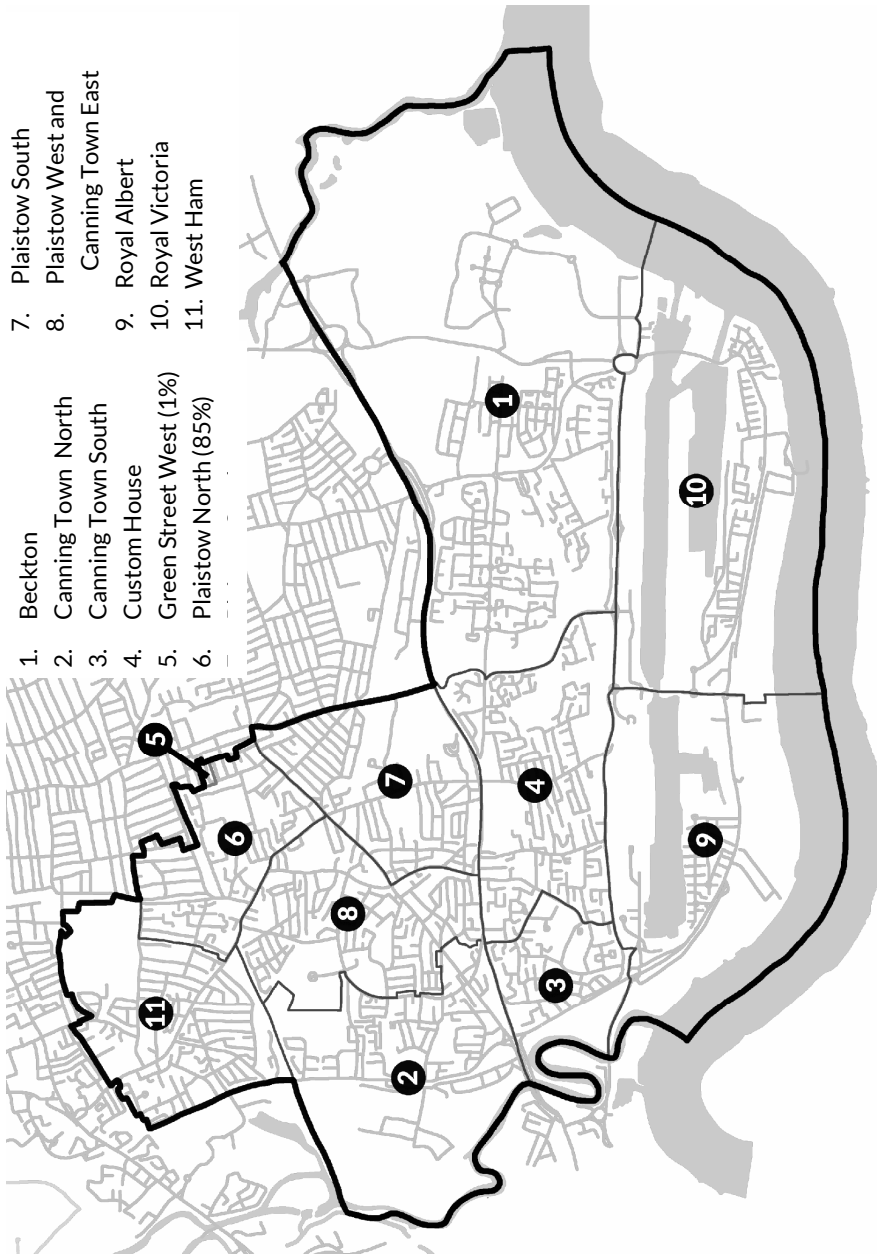 1. Beckton
2. Canning Town North
3. Canning Town South
4. Custom House
5. Green Street West (1%)
6. Plaistow North (85%)
7. Plaistow South
8. Plaistow West and
Canning Town East
9. Royal Albert
10. Royal Victoria
11. West Ham
5
6
11
7
8
1
4
2
3
10
9